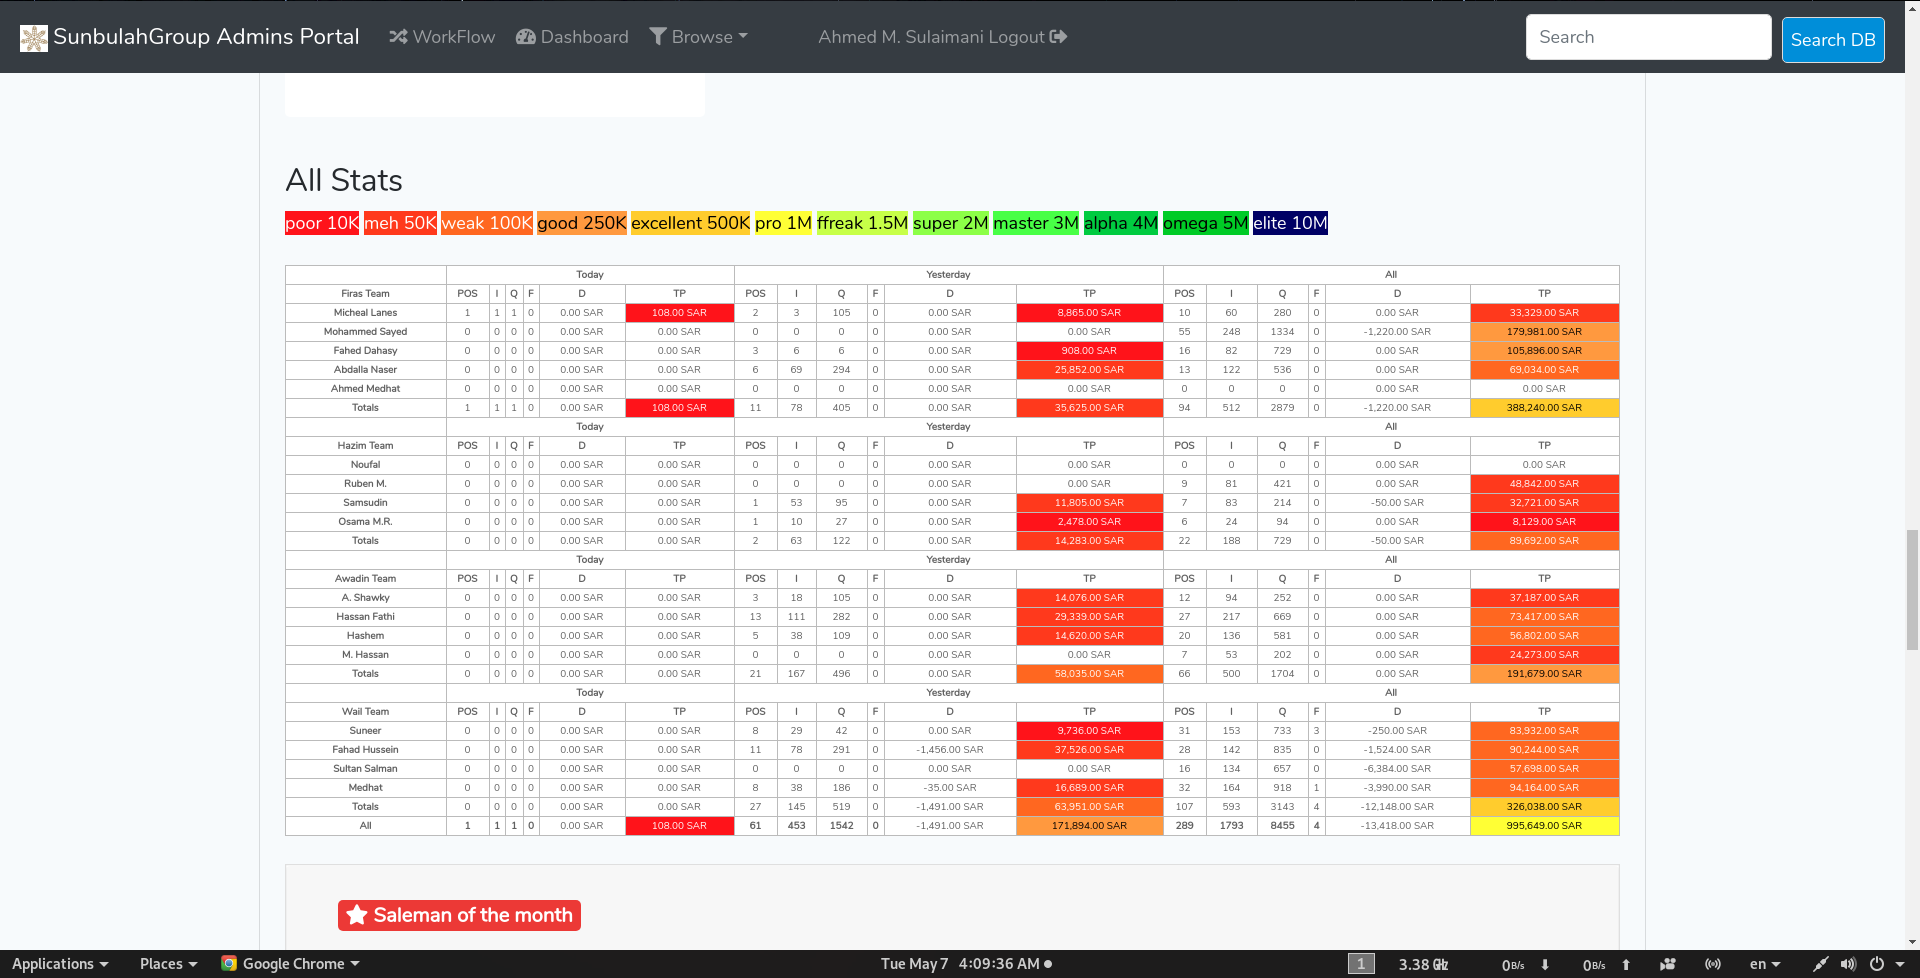 SunbulahGroup Admins Portal WorkFlow Dashboard Browse Ahmed M. Sulaimani Logout Search Search DB
All Stats
poor 10K meh 50K weak 100K good 250K excellent 500K pro 1M ffreak 1.5M super 2M master 3M alpha 4M omega 5M elite 10M
Today Yesterday All
Firas Team POS I Q F D TP POS I Q F D TP POS I Q F D TP
Micheal Lanes 1 1 1 0 0.00 SAR 108.00 SAR 2 3 105 0 0.00 SAR 8,865.00 SAR 10 60 280 0 0.00 SAR 33,329.00 SAR
Mohammed Sayed 0 0 0 0 0.00 SAR 0.00 SAR 0 0 0 0 0.00 SAR 0.00 SAR 55 248 1334 0 -1,220.00 SAR 179,981.00 SAR
Fahed Dahasy 0 0 0 0 0.00 SAR 0.00 SAR 3 6 6 0 0.00 SAR 908.00 SAR 16 82 729 0 0.00 SAR 105,896.00 SAR
Abdalla Naser 0 0 0 0 0.00 SAR 0.00 SAR 6 69 294 0 0.00 SAR 25,852.00 SAR 13 122 536 0 0.00 SAR 69,034.00 SAR
Ahmed Medhat 0 0 0 0 0.00 SAR 0.00 SAR 0 0 0 0 0.00 SAR 0.00 SAR 0 0 0 0 0.00 SAR 0.00 SAR
Totals 1 1 1 0 0.00 SAR 108.00 SAR 11 78 405 0 0.00 SAR 35,625.00 SAR 94 512 2879 0 -1,220.00 SAR 388,240.00 SAR
Today Yesterday All
Hazim Team POS I Q F D TP POS I Q F D TP POS I Q F D TP
Noufal 0 0 0 0 0.00 SAR 0.00 SAR 0 0 0 0 0.00 SAR 0.00 SAR 0 0 0 0 0.00 SAR 0.00 SAR
Ruben M. 0 0 0 0 0.00 SAR 0.00 SAR 0 0 0 0 0.00 SAR 0.00 SAR 9 81 421 0 0.00 SAR 48,842.00 SAR
Samsudin 0 0 0 0 0.00 SAR 0.00 SAR 1 53 95 0 0.00 SAR 11,805.00 SAR 7 83 214 0 -50.00 SAR 32,721.00 SAR
Osama M.R. 0 0 0 0 0.00 SAR 0.00 SAR 1 10 27 0 0.00 SAR 2,478.00 SAR 6 24 94 0 0.00 SAR 8,129.00 SAR
Totals 0 0 0 0 0.00 SAR 0.00 SAR 2 63 122 0 0.00 SAR 14,283.00 SAR 22 188 729 0 -50.00 SAR 89,692.00 SAR
Today Yesterday All
Awadin Team POS I Q F D TP POS I Q F D TP POS I Q F D TP
A. Shawky 0 0 0 0 0.00 SAR 0.00 SAR 3 18 105 0 0.00 SAR 14,076.00 SAR 12 94 252 0 0.00 SAR 37,187.00 SAR
Hassan Fathi 0 0 0 0 0.00 SAR 0.00 SAR 13 111 282 0 0.00 SAR 29,339.00 SAR 27 217 669 0 0.00 SAR 73,417.00 SAR
Hashem 0 0 0 0 0.00 SAR 0.00 SAR 5 38 109 0 0.00 SAR 14,620.00 SAR 20 136 581 0 0.00 SAR 56,802.00 SAR
M. Hassan 0 0 0 0 0.00 SAR 0.00 SAR 0 0 0 0 0.00 SAR 0.00 SAR 7 53 202 0 0.00 SAR 24,273.00 SAR
Totals 0 0 0 0 0.00 SAR 0.00 SAR 21 167 496 0 0.00 SAR 58,035.00 SAR 66 500 1704 0 0.00 SAR 191,679.00 SAR
Today Yesterday All
Wail Team POS I Q F D TP POS I Q F D TP POS I Q F D TP
Suneer 0 0 0 0 0.00 SAR 0.00 SAR 8 29 42 0 0.00 SAR 9,736.00 SAR 31 153 733 3 -250.00 SAR 83,932.00 SAR
Fahad Hussein 0 0 0 0 0.00 SAR 0.00 SAR 11 78 291 0 -1,456.00 SAR 37,526.00 SAR 28 142 835 0 -1,524.00 SAR 90,244.00 SAR
Sultan Salman 0 0 0 0 0.00 SAR 0.00 SAR 0 0 0 0 0.00 SAR 0.00 SAR 16 134 657 0 -6,384.00 SAR 57,698.00 SAR
Medhat 0 0 0 0 0.00 SAR 0.00 SAR 8 38 186 0 -35.00 SAR 16,689.00 SAR 32 164 918 1 -3,990.00 SAR 94,164.00 SAR
Totals 0 0 0 0 0.00 SAR 0.00 SAR 27 145 519 0 -1,491.00 SAR 63,951.00 SAR 107 593 3143 4 -12,148.00 SAR 326,038.00 SAR
All 1 1 1 0 0.00 SAR 108.00 SAR 61 453 1542 0 -1,491.00 SAR 171,894.00 SAR 289 1793 8455 4 -13,418.00 SAR 995,649.00 SAR
Saleman of the month
Applications Places Google Chrome Tue May 7 4:09:36 AM 1 3.38 GHz 0B/s 0B/s en